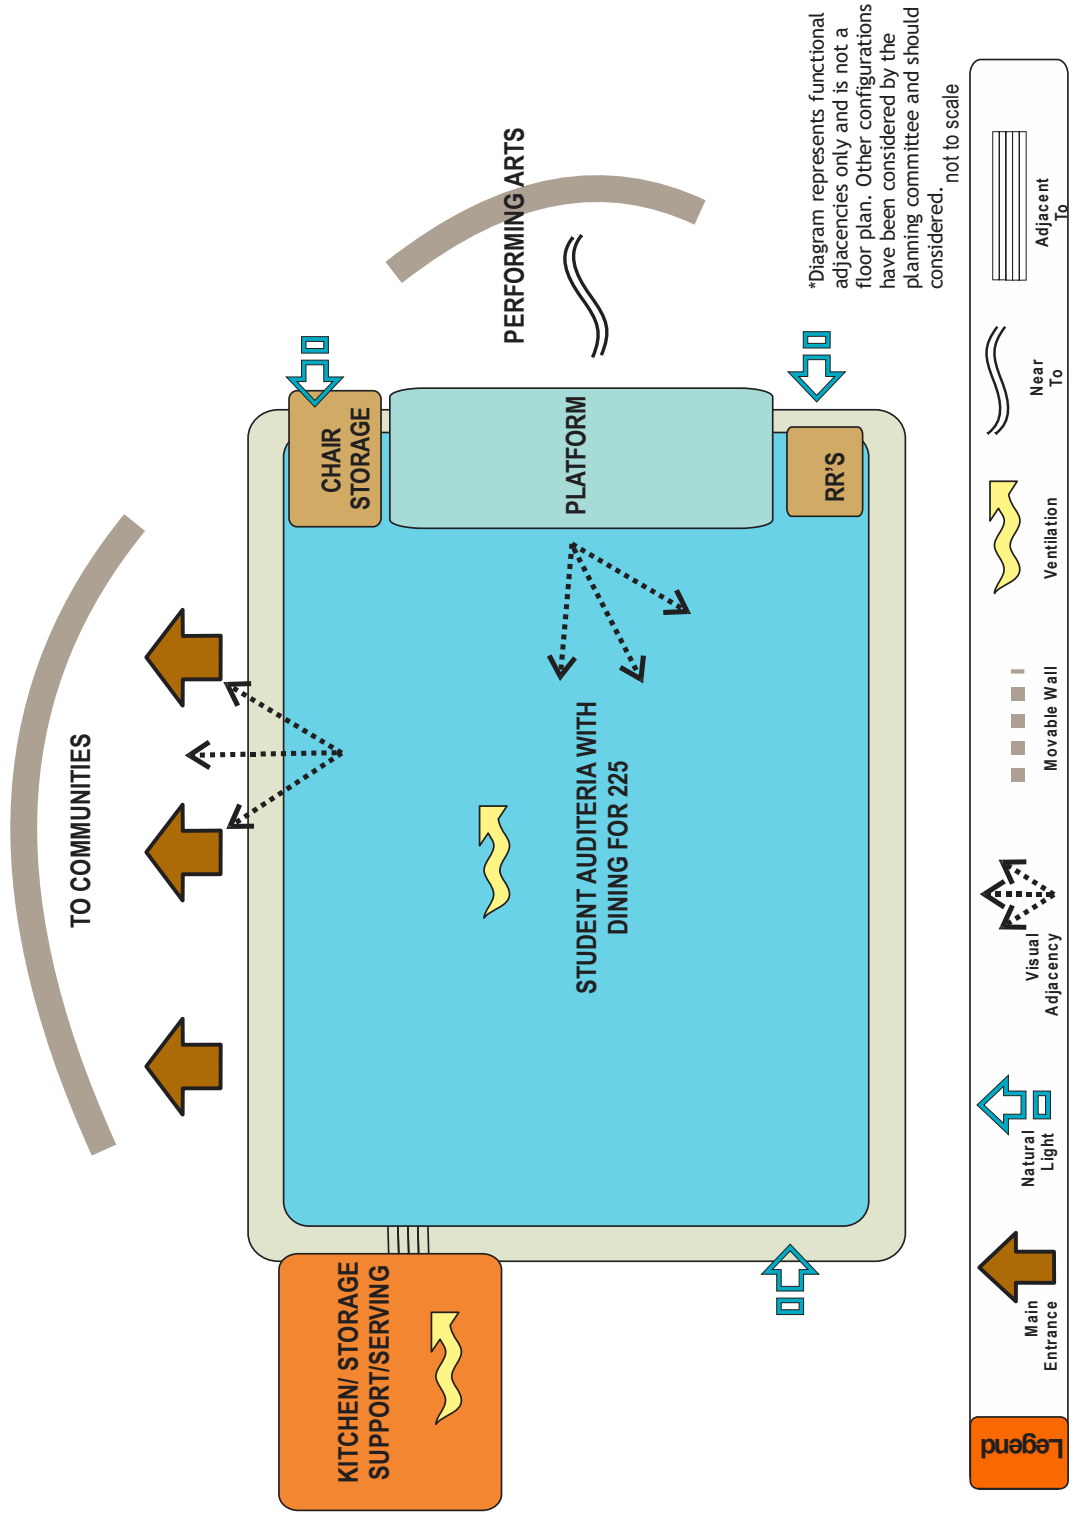 TO COMMUNITIES
KITCHEN/ STORAGE
SUPPORT/SERVING
CHAIR
STORAGE
PERFORMING ARTS
PLATFORM
STUDENT AUDITERIA WITH
DINING FOR 225
RR'S
*Diagram represents functional
adjacencies only and is not a
floor plan. Other configurations
have been considered by the
planning committee and should
considered.
not to scale
Legend
Main
Entrance
Natural
Light
Visual
Adjacency
Movable Wall
Ventilation
Near
To
Adjacent
To